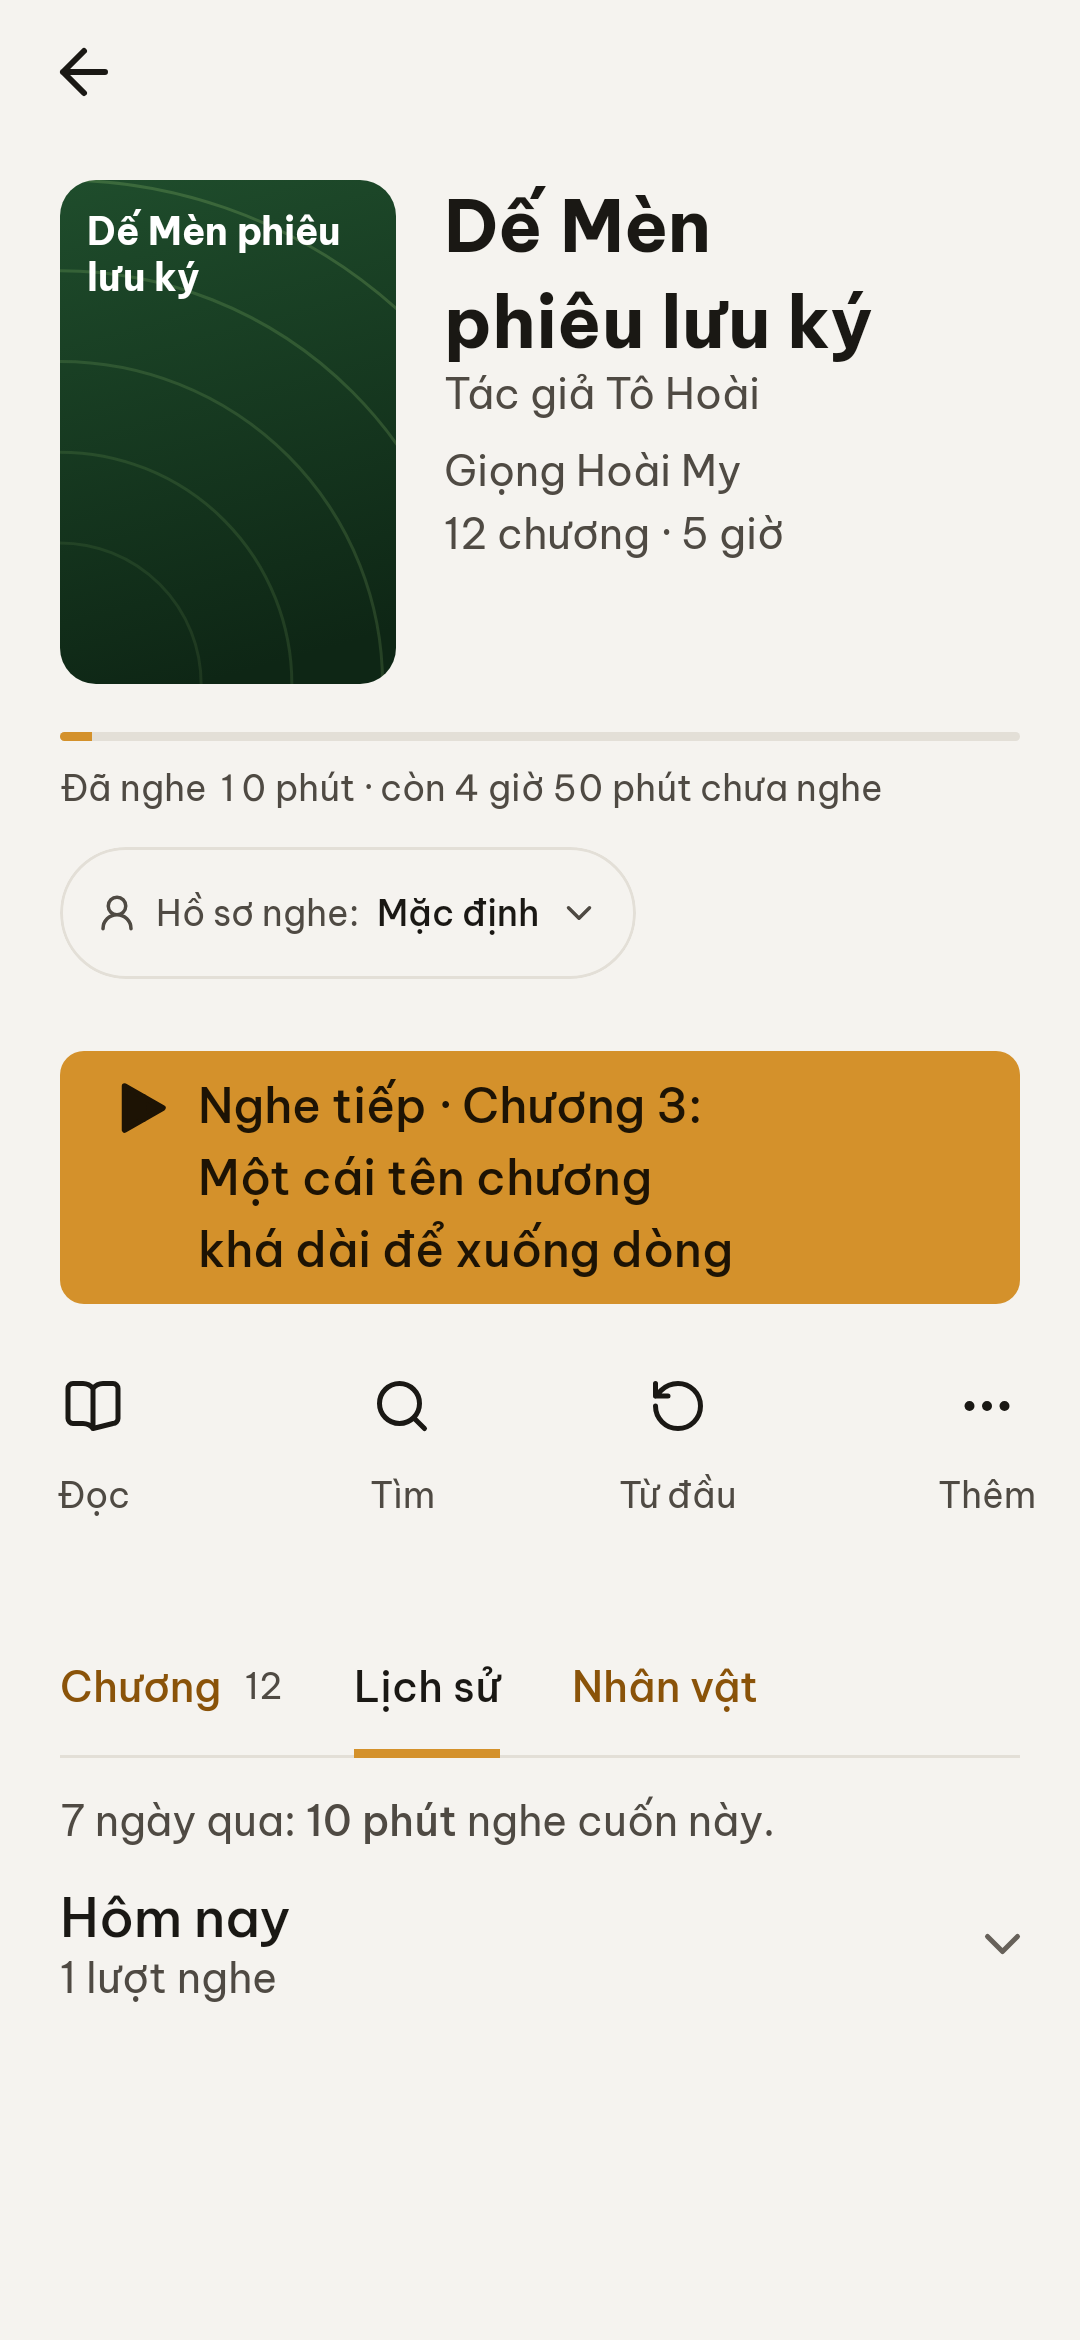 Dế Mèn phiêu
lưu ký
Dế Mèn
phiêu lưu ký
Tác giả Tô Hoài
Giọng Hoài My
12 chương · 5 giờ
Đã nghe 10 phút · còn 4 giờ 50 phút chưa nghe
Hồ sơ nghe: Mặc định
Nghe tiếp · Chương 3:
Một cái tên chương
khá dài để xuống dòng
Đọc Tìm Từ đầu Thêm
Chương 12 Lịch sử Nhân vật
7 ngày qua: 10 phút nghe cuốn này.
Hôm nay
1 lượt nghe